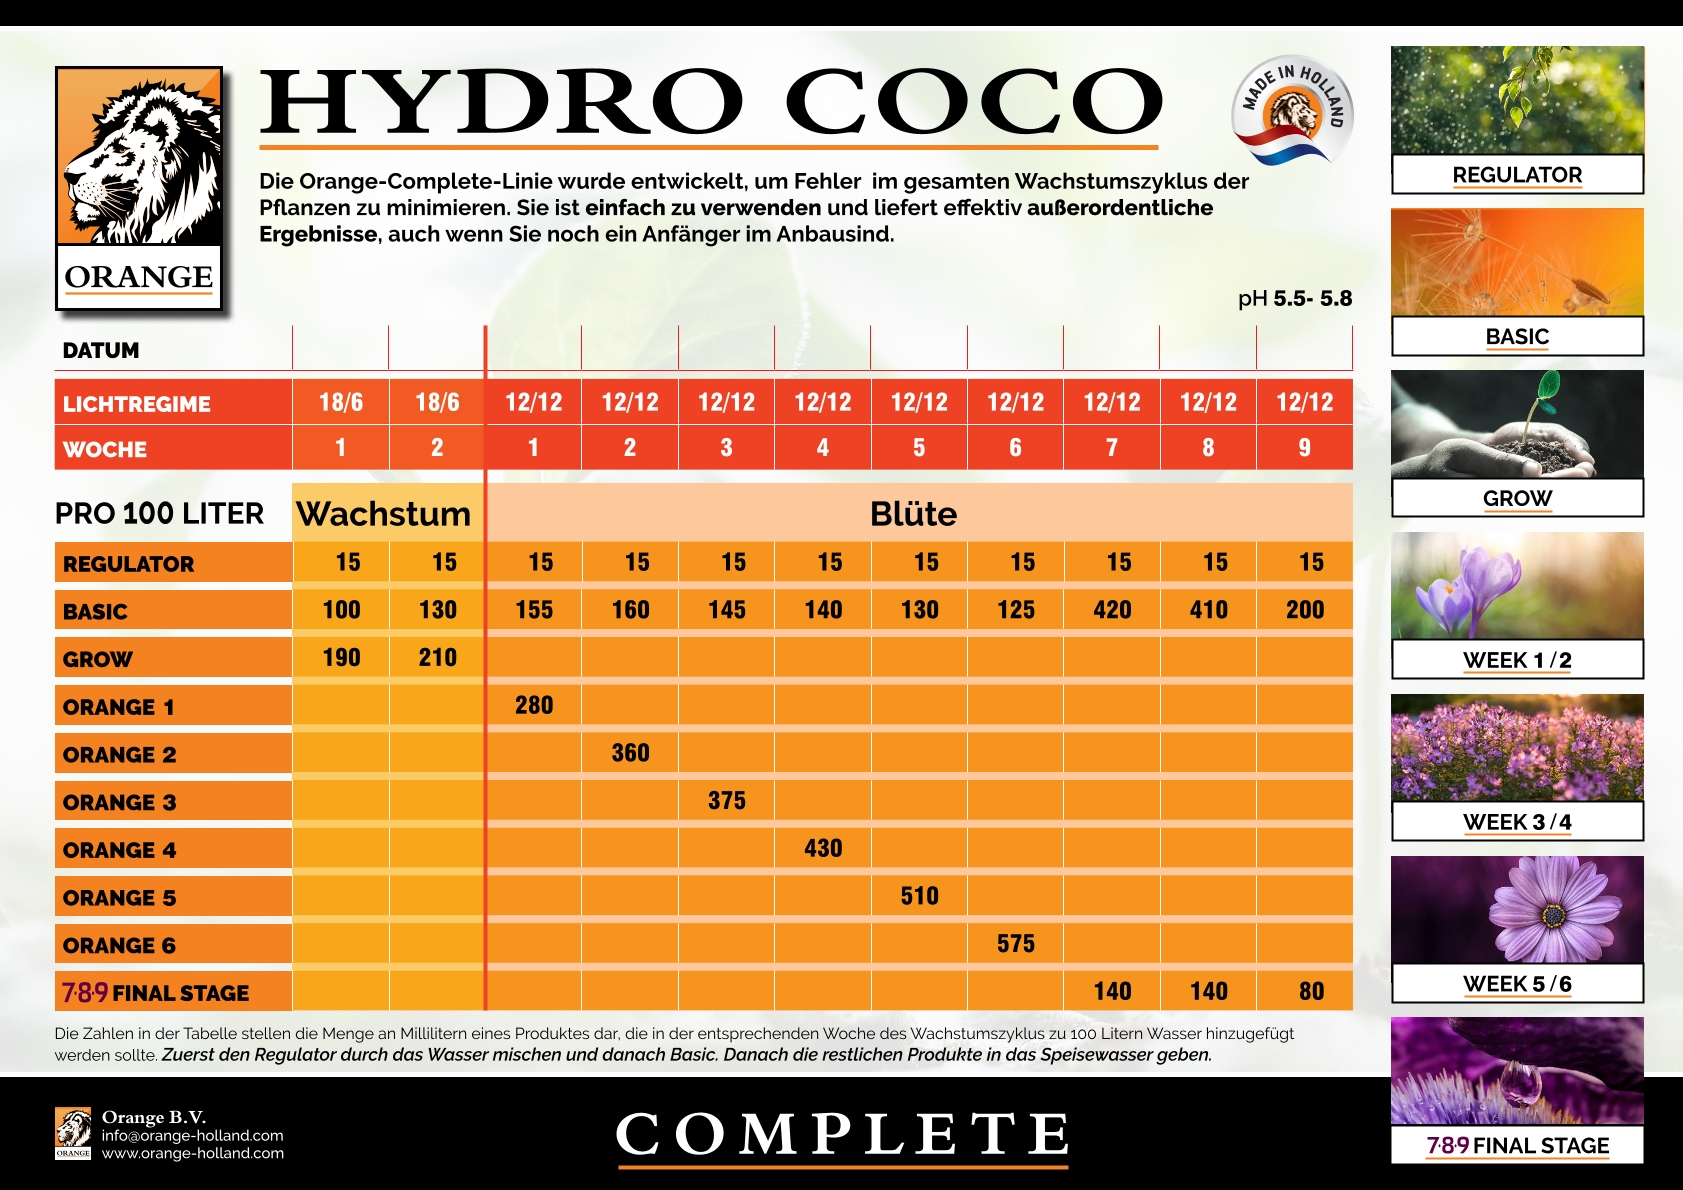 HYDRO COCO
MADE IN HOLLAND
ORANGE
Die Orange-Complete-Linie wurde entwickelt, um Fehler im gesamten Wachstumszyklus der
Pflanzen zu minimieren. Sie ist einfach zu verwenden und liefert effektiv außerordentliche
Ergebnisse, auch wenn Sie noch ein Anfänger im Anbausind.
pH 5.5- 5.8
DATUM
LICHTREGIME 18/6 18/6 12/12 12/12 12/12 12/12 12/12 12/12 12/12 12/12 12/12
WOCHE 1 2 1 2 3 4 5 6 7 8 9
PRO 100 LITER Wachstum Blüte
REGULATOR 15 15 15 15 15 15 15 15 15 15 15
BASIC 100 130 155 160 145 140 130 125 420 410 200
GROW 190 210
ORANGE 1 280
ORANGE 2 360
ORANGE 3 375
ORANGE 4 430
ORANGE 5 510
ORANGE 6 575
7·8·9 FINAL STAGE 140 140 80
Die Zahlen in der Tabelle stellen die Menge an Millilitern eines Produktes dar, die in der entsprechenden Woche des Wachstumszyklus zu 100 Litern Wasser hinzugefügt
werden sollte. Zuerst den Regulator durch das Wasser mischen und danach Basic. Danach die restlichen Produkte in das Speisewasser geben.
REGULATOR
BASIC
GROW
WEEK 1/2
WEEK 3/4
WEEK 5/6
7·8·9 FINAL STAGE
ORANGE
Orange B.V.
info@orange-holland.com
www.orange-holland.com
COMPLETE